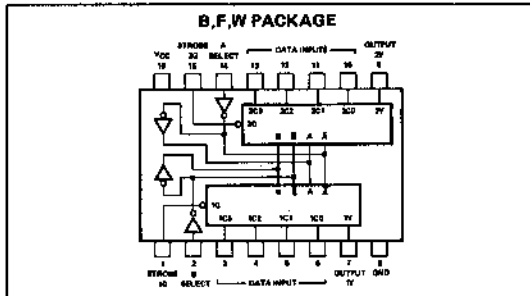 B,F,W PACKAGE
STROBE A OUTPUT
VCC 2G SELECT DATA INPUTS 2Y
16 15 14 13 12 11 10 9
2C3 2C2 2C1 2C0 2Y
2G
B A
1G
1C3 1C2 1C1 1C0 1Y
1 2 3 4 5 6 7 8
STROBE B DATA INPUT OUTPUT GND
1G SELECT 1Y